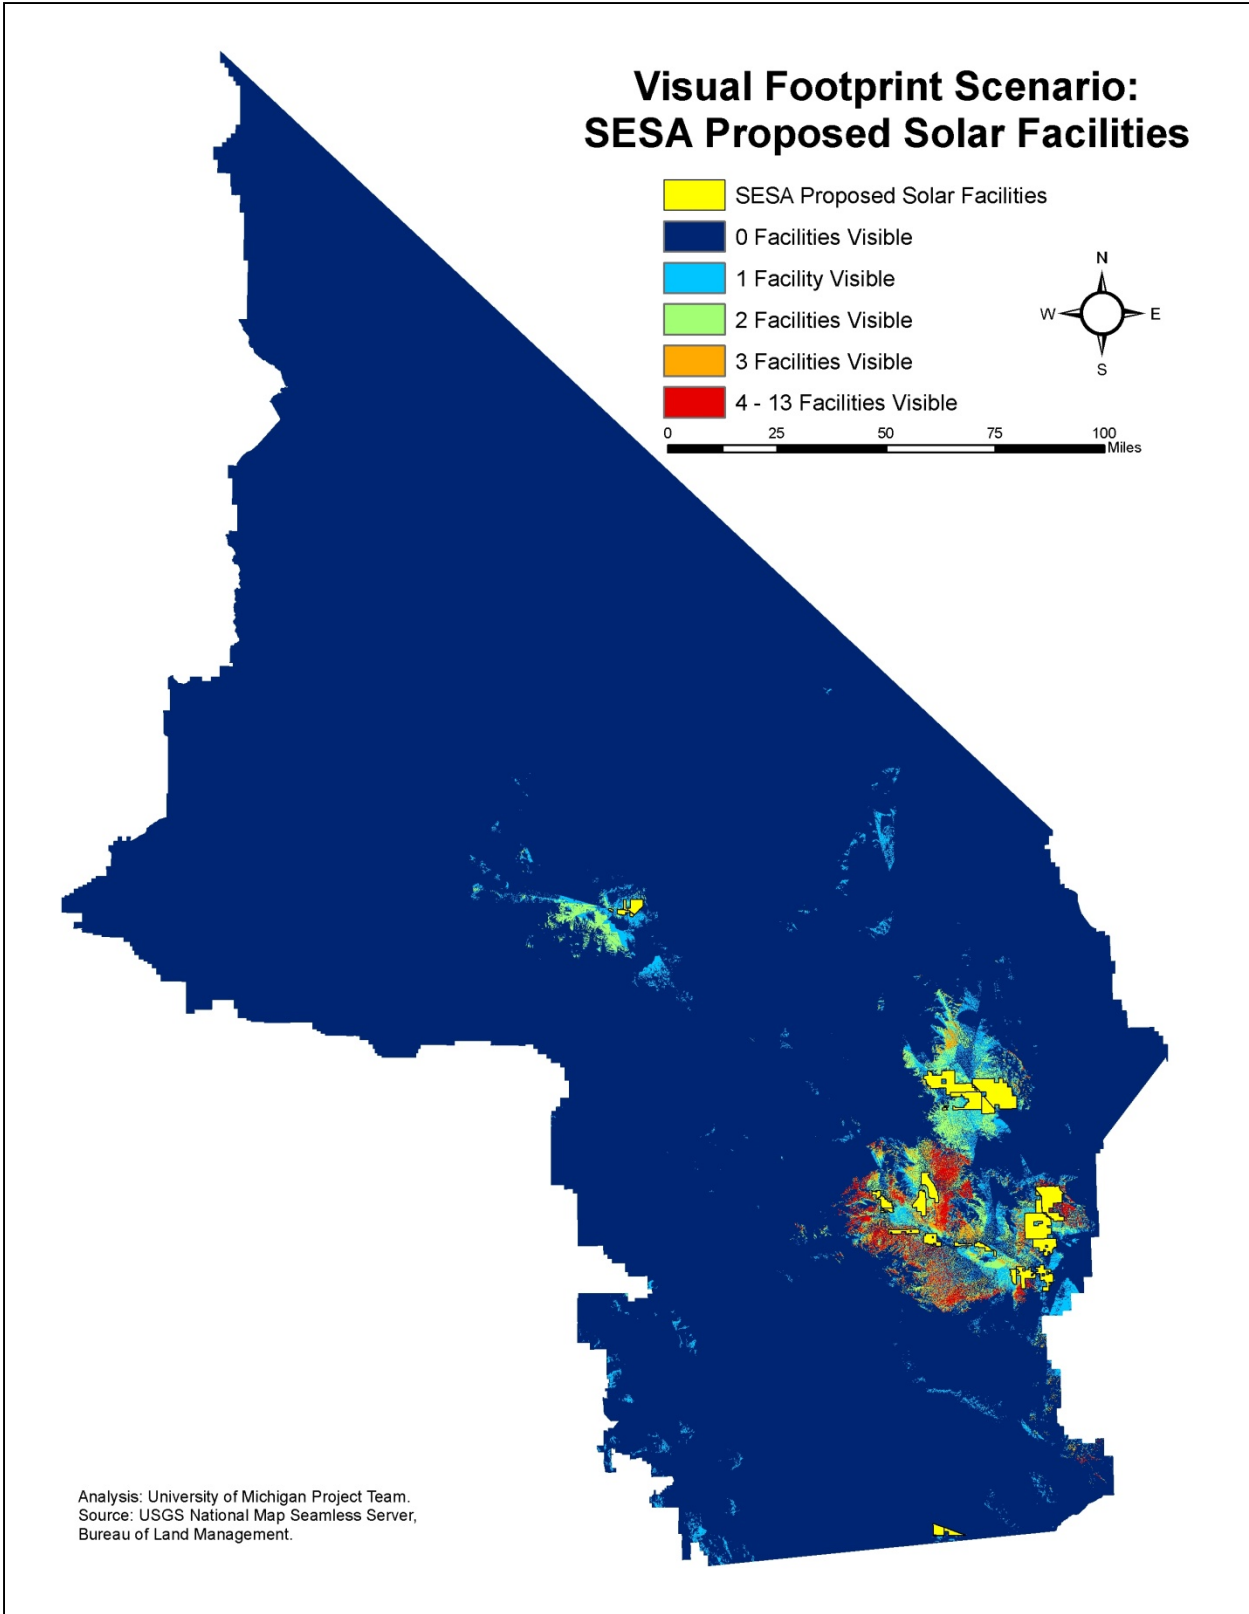 Visual Footprint Scenario:
SESA Proposed Solar Facilities
SESA Proposed Solar Facilities
0 Facilities Visible
1 Facility Visible
2 Facilities Visible
3 Facilities Visible
4 - 13 Facilities Visible
N
W E
S
0 25 50 75 100
Miles
Analysis: University of Michigan Project Team.
Source: USGS National Map Seamless Server,
Bureau of Land Management.